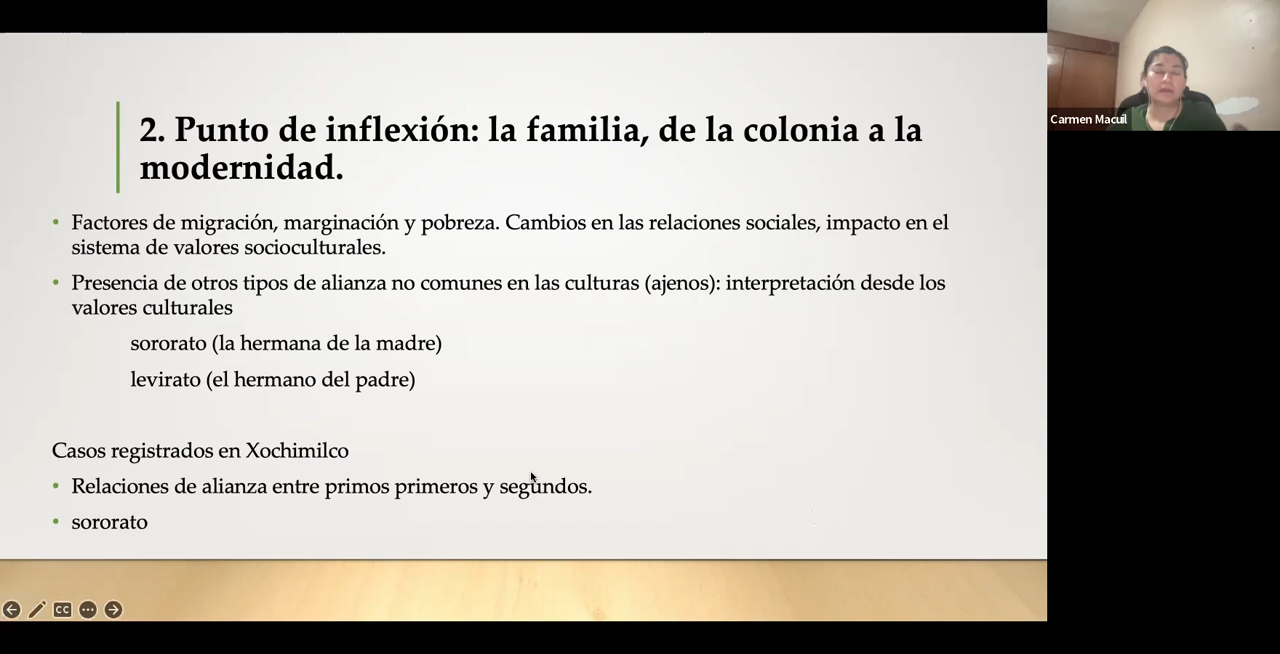 2. Punto de inflexión: la familia, de la colonia a la
modernidad.
• Factores de migración, marginación y pobreza. Cambios en las relaciones sociales, impacto en el
sistema de valores socioculturales.
• Presencia de otros tipos de alianza no comunes en las culturas (ajenos): interpretación desde los
valores culturales
sororato (la hermana de la madre)
levirato (el hermano del padre)
Casos registrados en Xochimilco
• Relaciones de alianza entre primos primeros y segundos.
• sororato
CC
Carmen Macuil